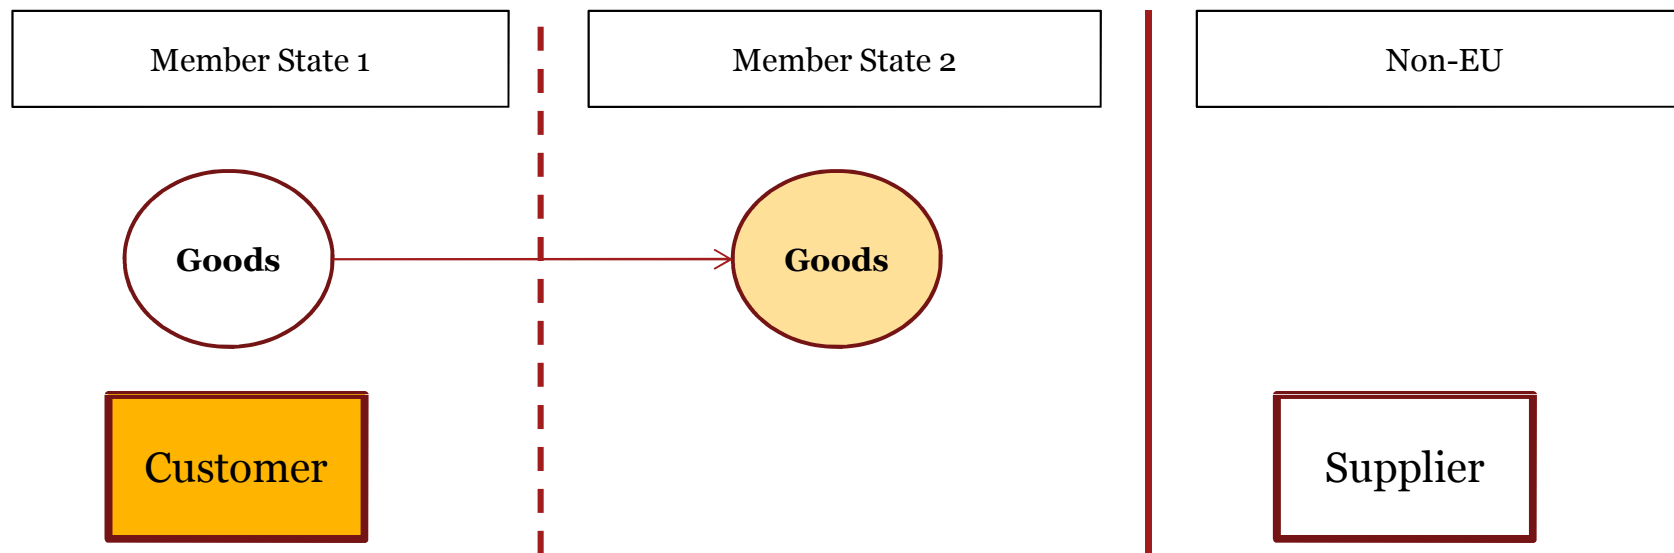 Member State 1
Member State 2
Non-EU
Goods
Goods
Customer
Supplier